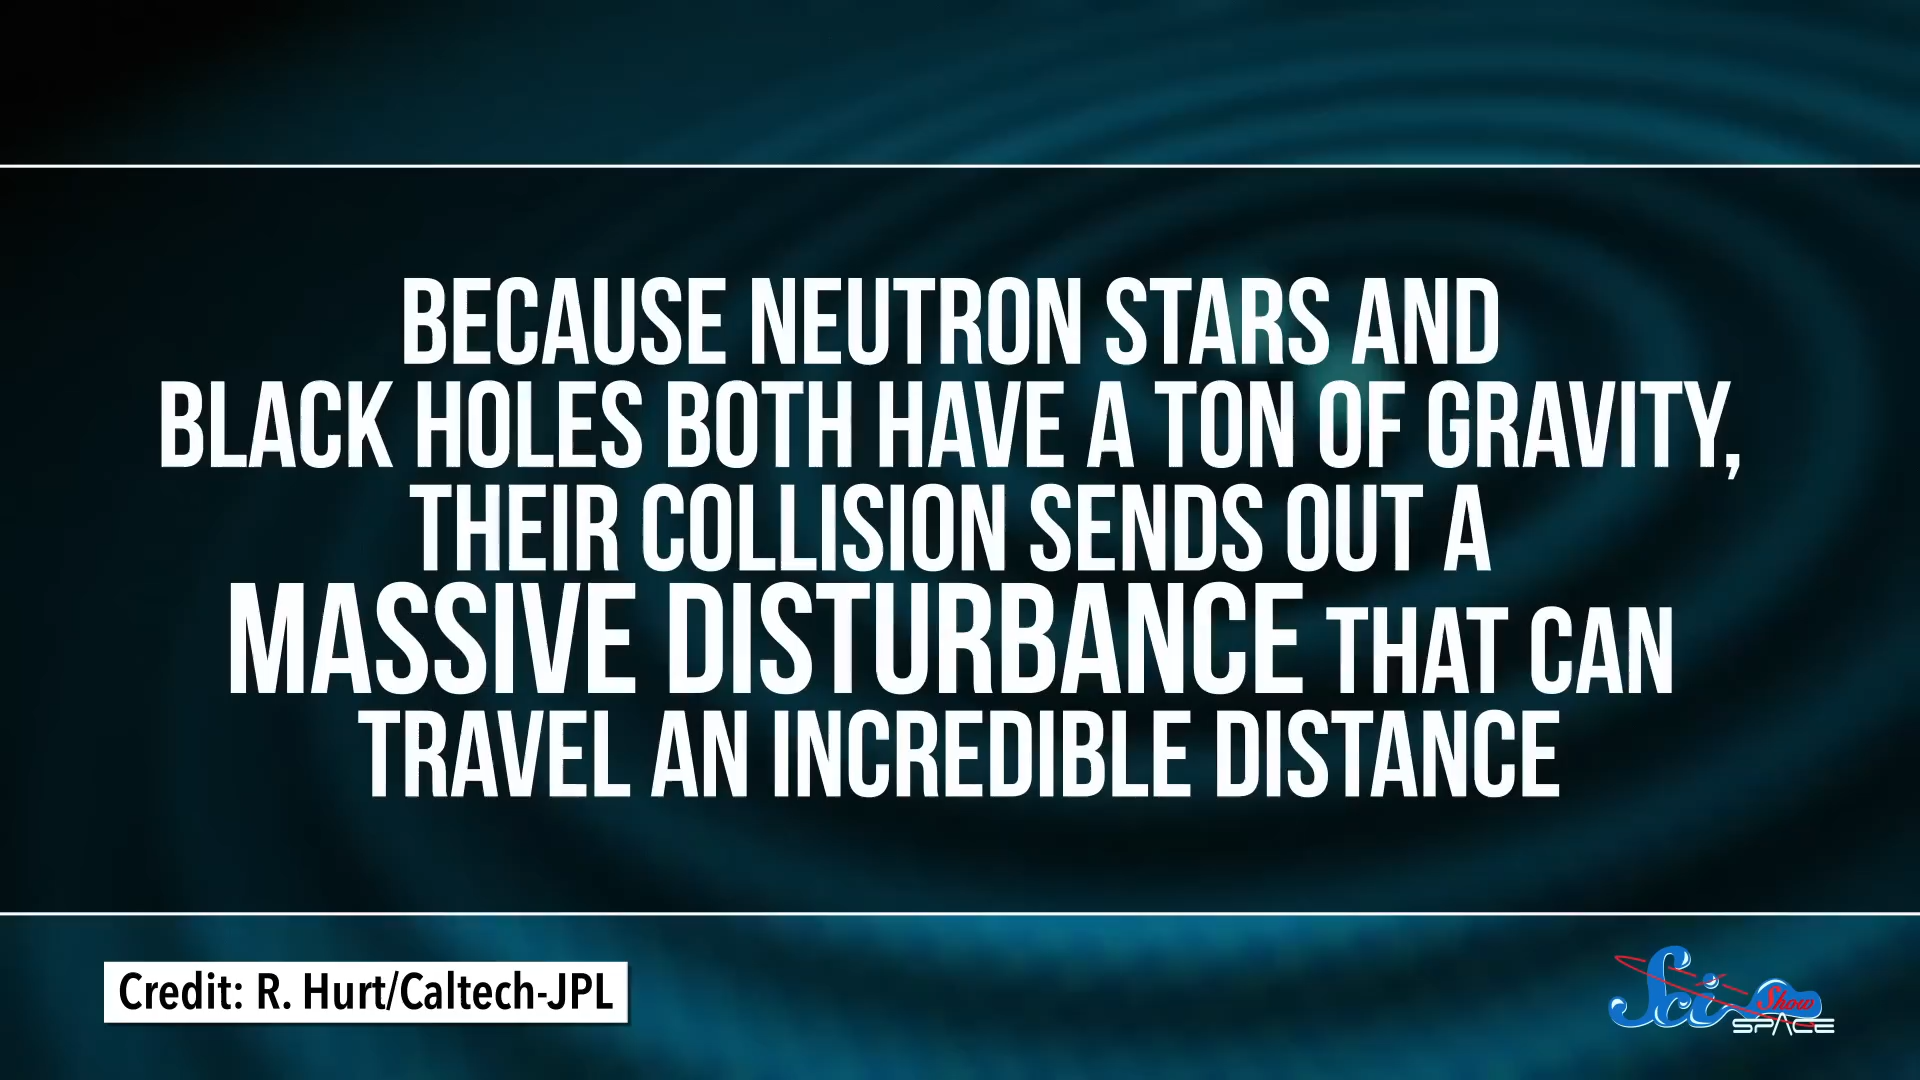 BECAUSE NEUTRON STARS AND
BLACK HOLES BOTH HAVE A TON OF GRAVITY,
THEIR COLLISION SENDS OUT A
MASSIVE DISTURBANCE THAT CAN
TRAVEL AN INCREDIBLE DISTANCE
Credit: R. Hurt/Caltech-JPL
Sci Show
SPACE